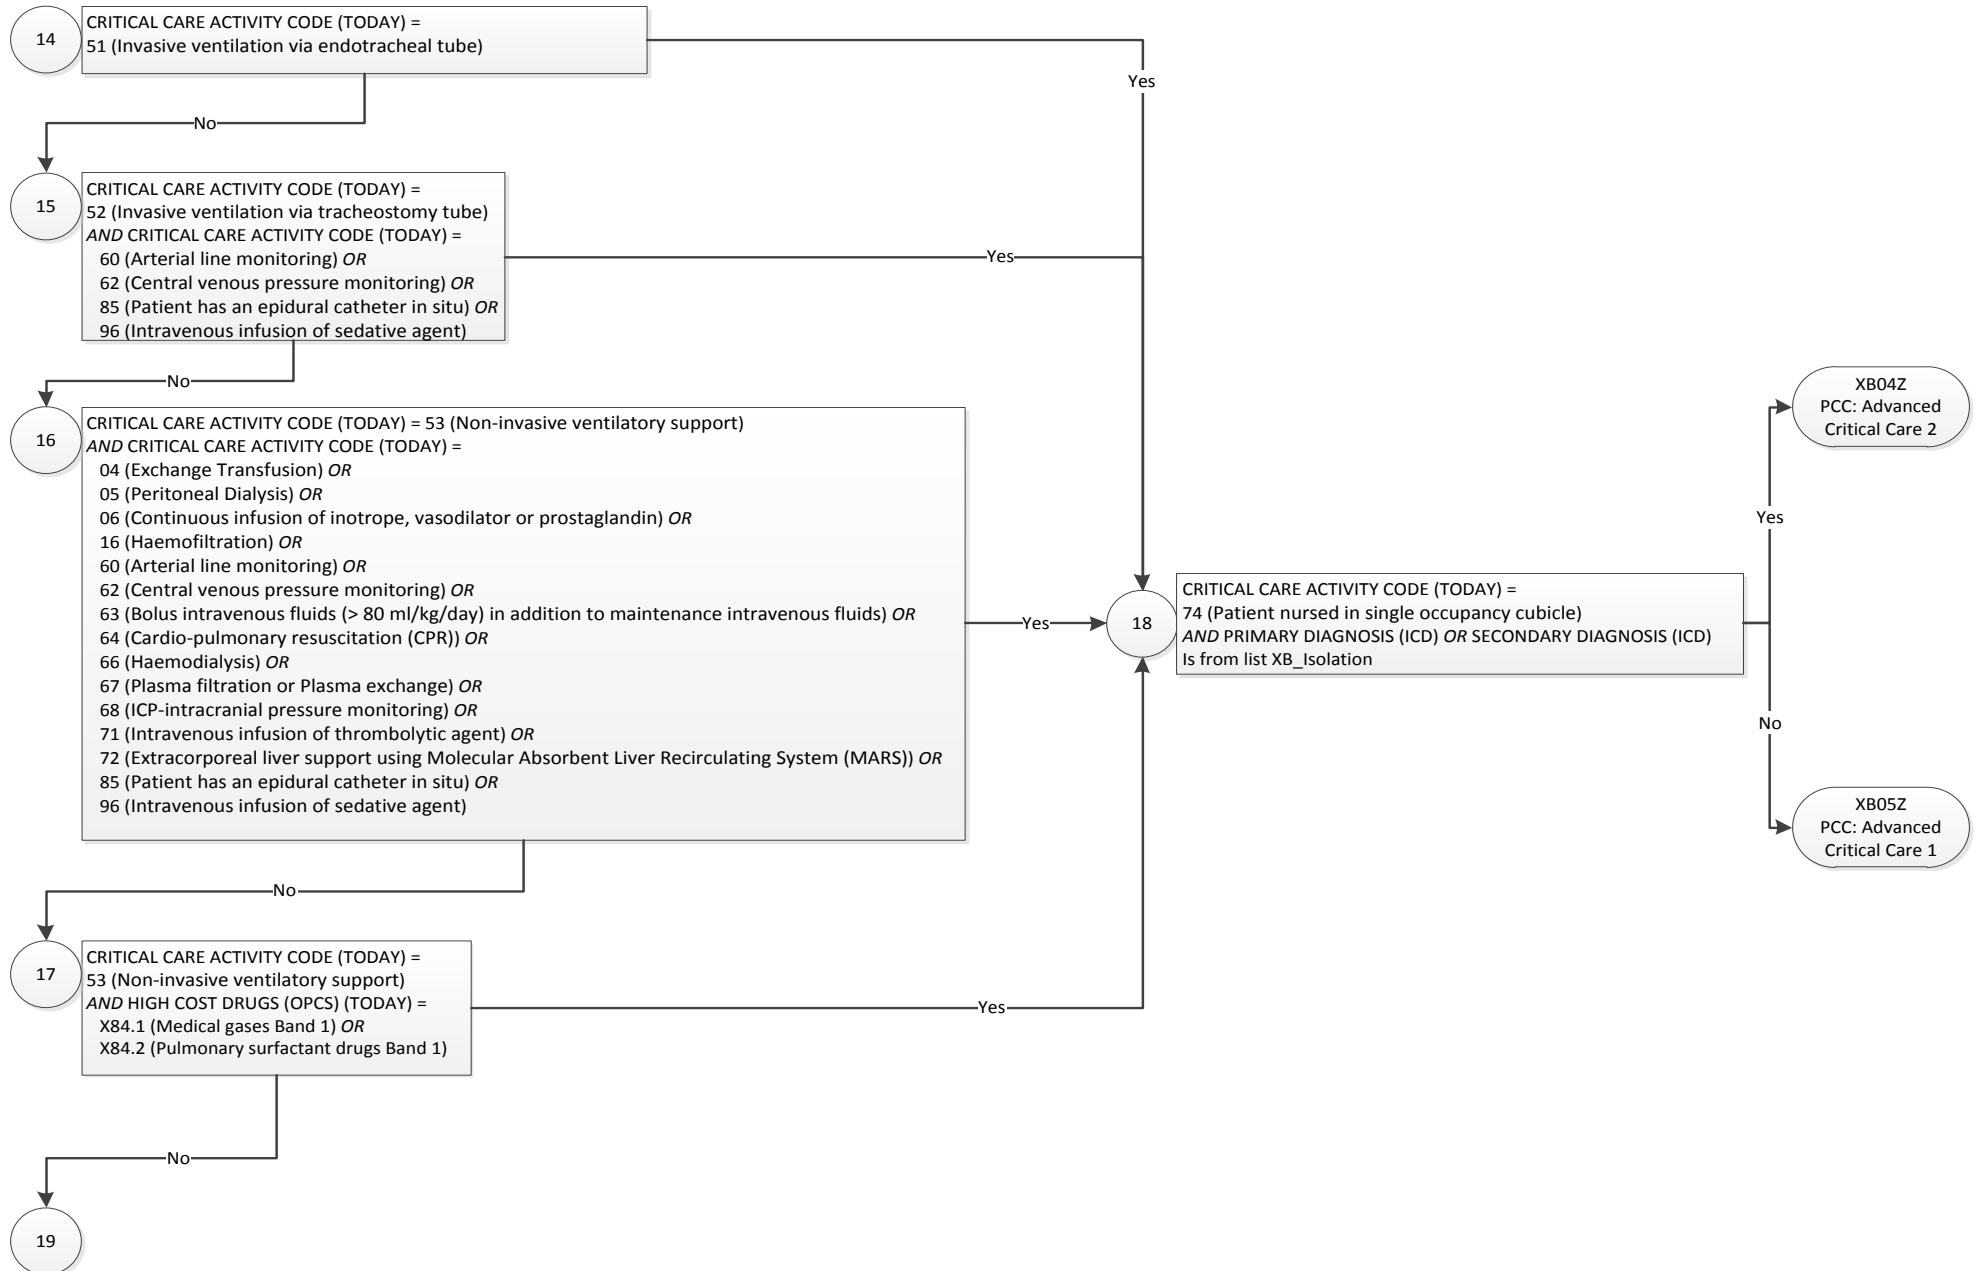 14
CRITICAL CARE ACTIVITY CODE (TODAY) =
51 (Invasive ventilation via endotracheal tube)
Yes
No
15
CRITICAL CARE ACTIVITY CODE (TODAY) =
52 (Invasive ventilation via tracheostomy tube)
AND CRITICAL CARE ACTIVITY CODE (TODAY) =
60 (Arterial line monitoring) OR
62 (Central venous pressure monitoring) OR
85 (Patient has an epidural catheter in situ) OR
96 (Intravenous infusion of sedative agent)
Yes
No
16
CRITICAL CARE ACTIVITY CODE (TODAY) = 53 (Non-invasive ventilatory support)
AND CRITICAL CARE ACTIVITY CODE (TODAY) =
04 (Exchange Transfusion) OR
05 (Peritoneal Dialysis) OR
06 (Continuous infusion of inotrope, vasodilator or prostaglandin) OR
16 (Haemofiltration) OR
60 (Arterial line monitoring) OR
62 (Central venous pressure monitoring) OR
63 (Bolus intravenous fluids (> 80 ml/kg/day) in addition to maintenance intravenous fluids) OR
64 (Cardio-pulmonary resuscitation (CPR)) OR
66 (Haemodialysis) OR
67 (Plasma filtration or Plasma exchange) OR
68 (ICP-intracranial pressure monitoring) OR
71 (Intravenous infusion of thrombolytic agent) OR
72 (Extracorporeal liver support using Molecular Absorbent Liver Recirculating System (MARS)) OR
85 (Patient has an epidural catheter in situ) OR
96 (Intravenous infusion of sedative agent)
Yes
No
17
CRITICAL CARE ACTIVITY CODE (TODAY) =
53 (Non-invasive ventilatory support)
AND HIGH COST DRUGS (OPCS) (TODAY) =
X84.1 (Medical gases Band 1) OR
X84.2 (Pulmonary surfactant drugs Band 1)
Yes
No
19
18
CRITICAL CARE ACTIVITY CODE (TODAY) =
74 (Patient nursed in single occupancy cubicle)
AND PRIMARY DIAGNOSIS (ICD) OR SECONDARY DIAGNOSIS (ICD)
Is from list XB_Isolation
Yes
XB04Z
PCC: Advanced
Critical Care 2
No
XB05Z
PCC: Advanced
Critical Care 1